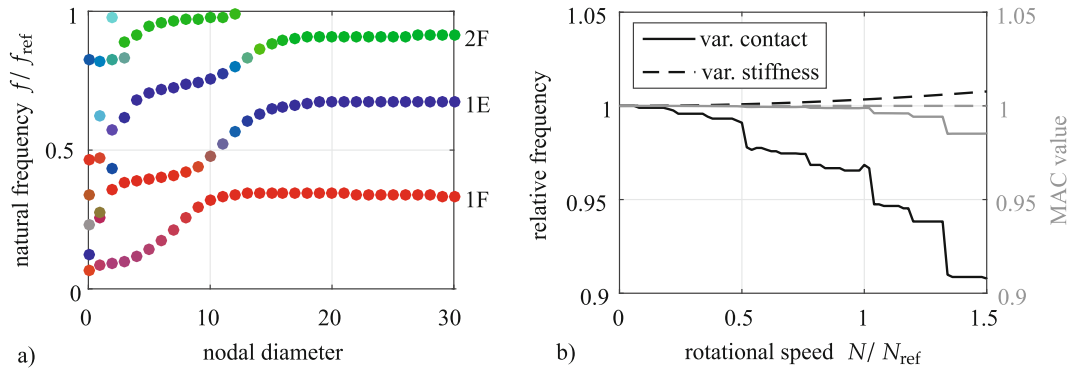 1
0.5
0
natural frequency f / f_ref
0
10
20
30
nodal diameter
2F
1E
1F
a)
1.05
1
0.95
0.9
relative frequency
var. contact
var. stiffness
1.05
1
0.95
0.9
MAC value
0
0.5
1
1.5
rotational speed N / N_ref
b)